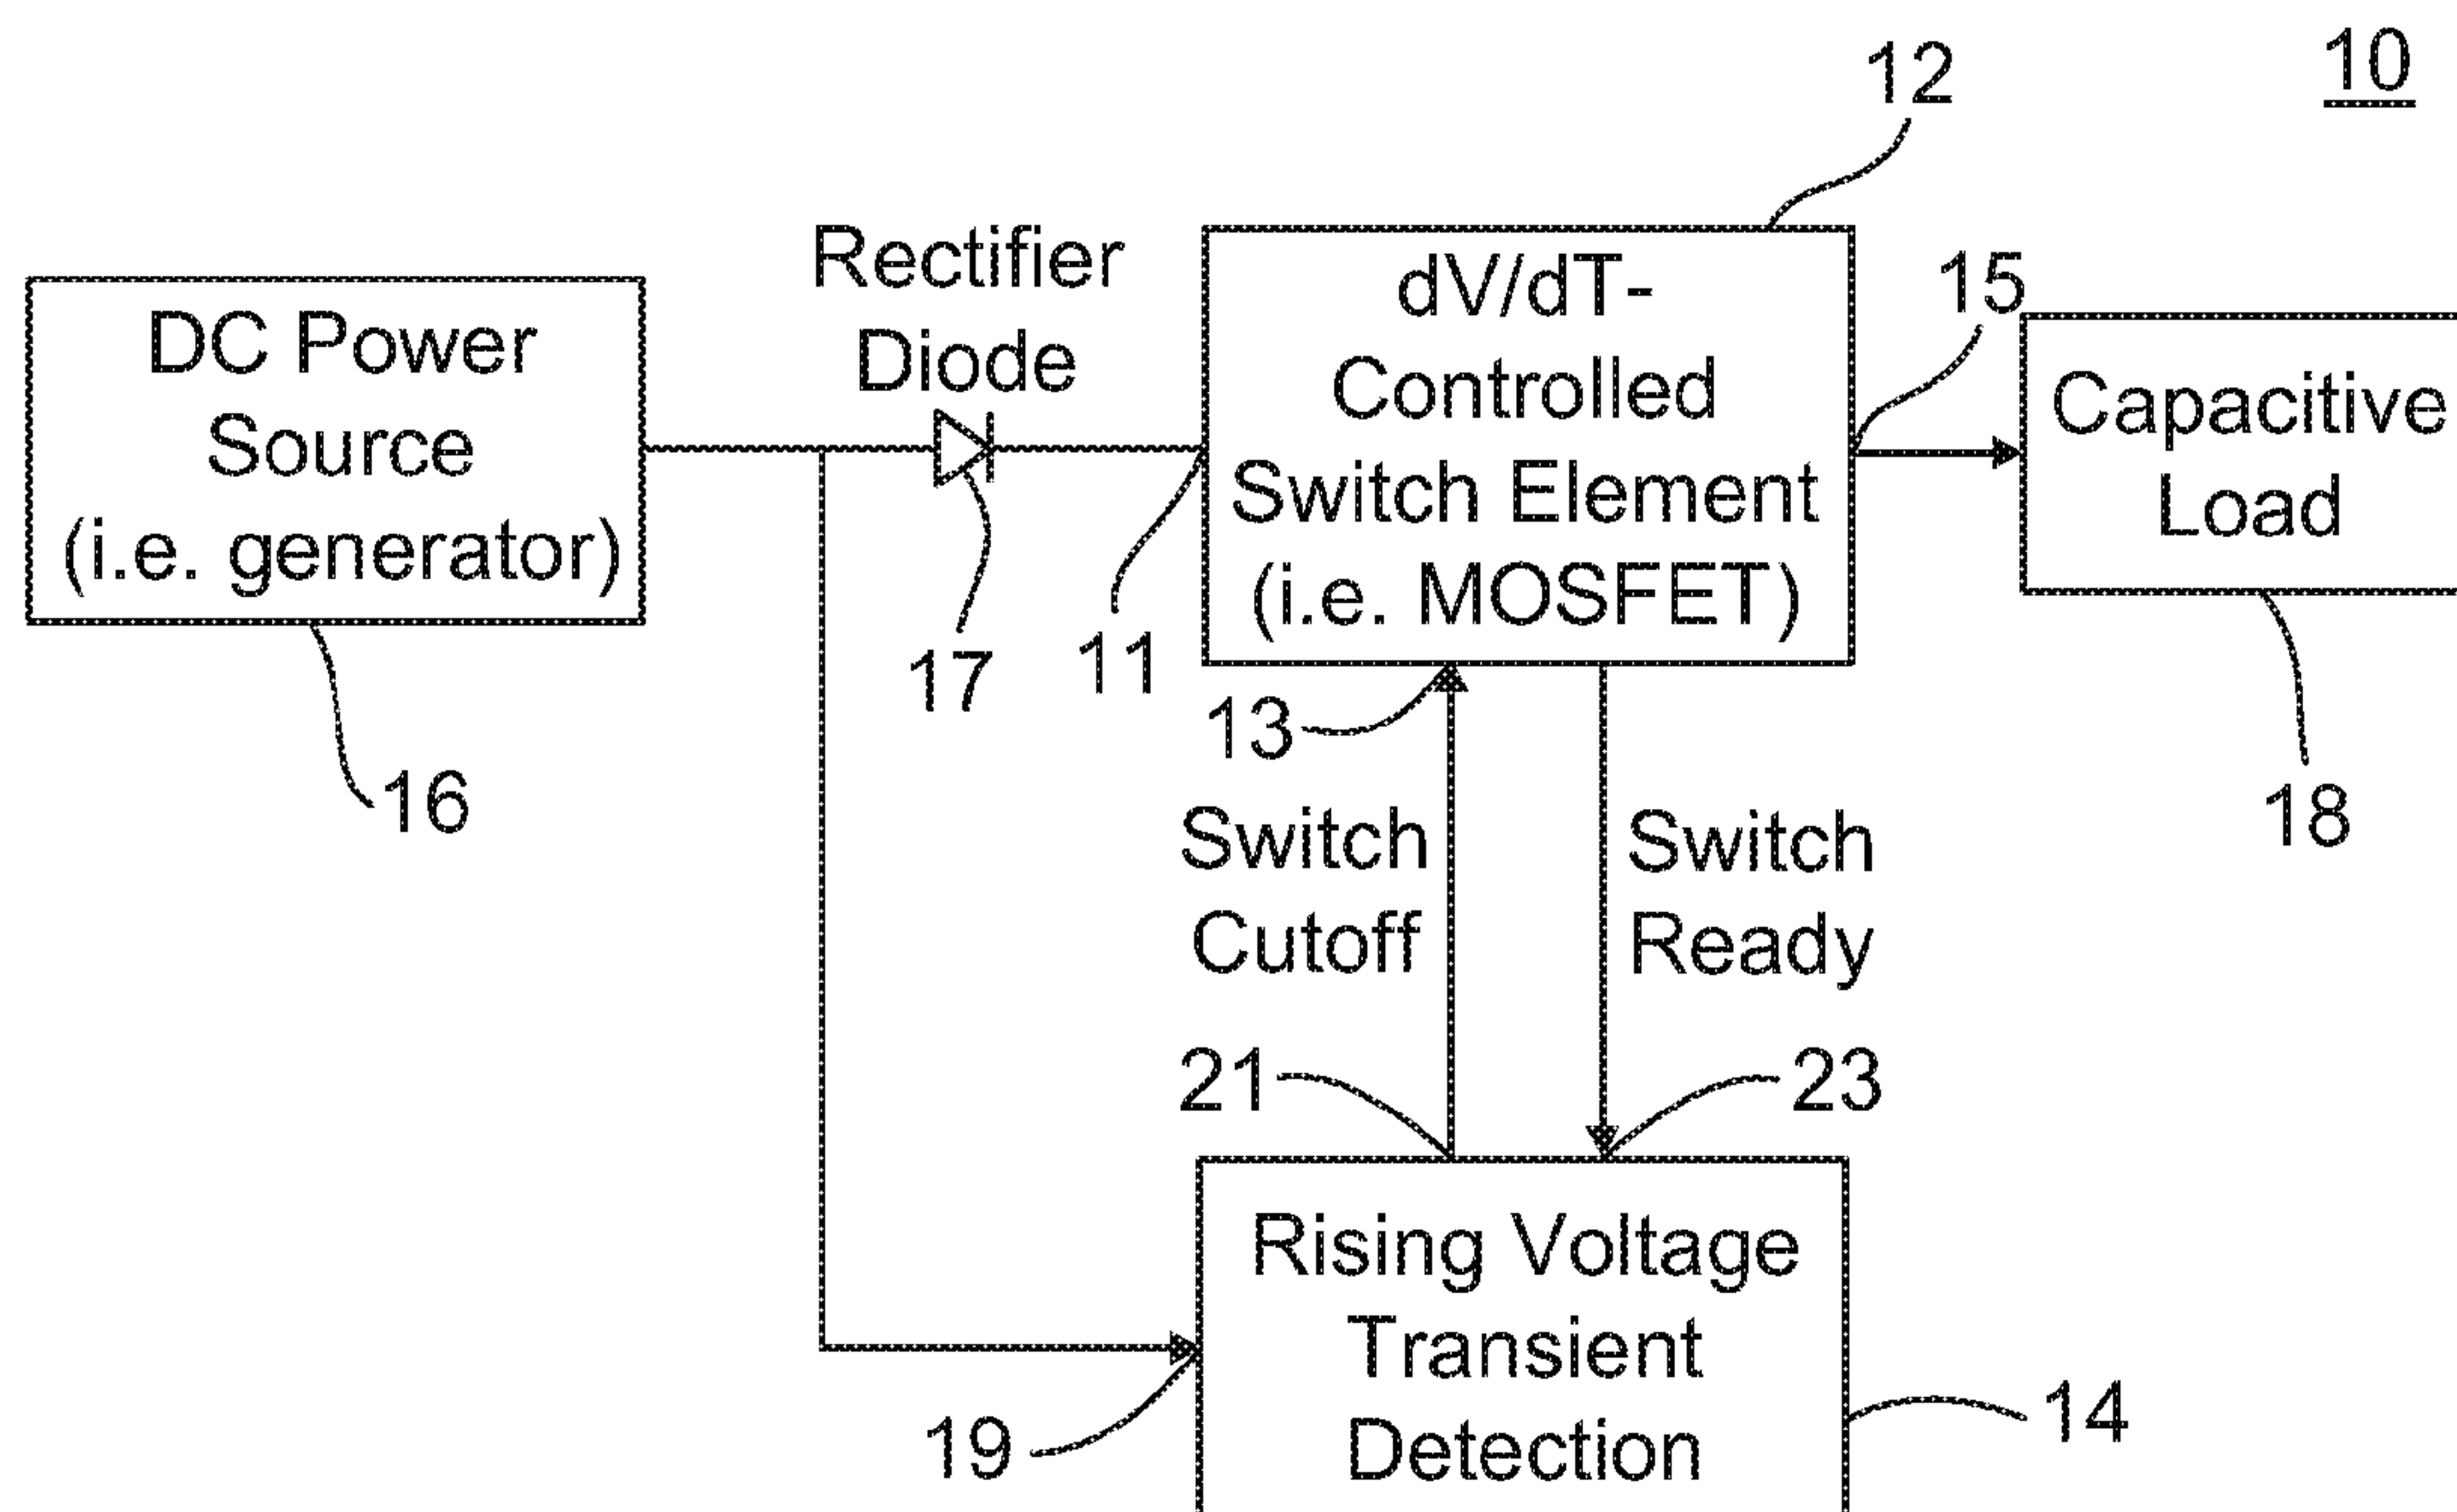 10
12
DC Power
Source
(i.e. generator)
16
Rectifier
Diode
17
11
dV/dT-
Controlled
Switch Element
(i.e. MOSFET)
13
15
Capacitive
Load
18
Switch
Cutoff
Switch
Ready
21
23
Rising Voltage
Transient
Detection
19
14